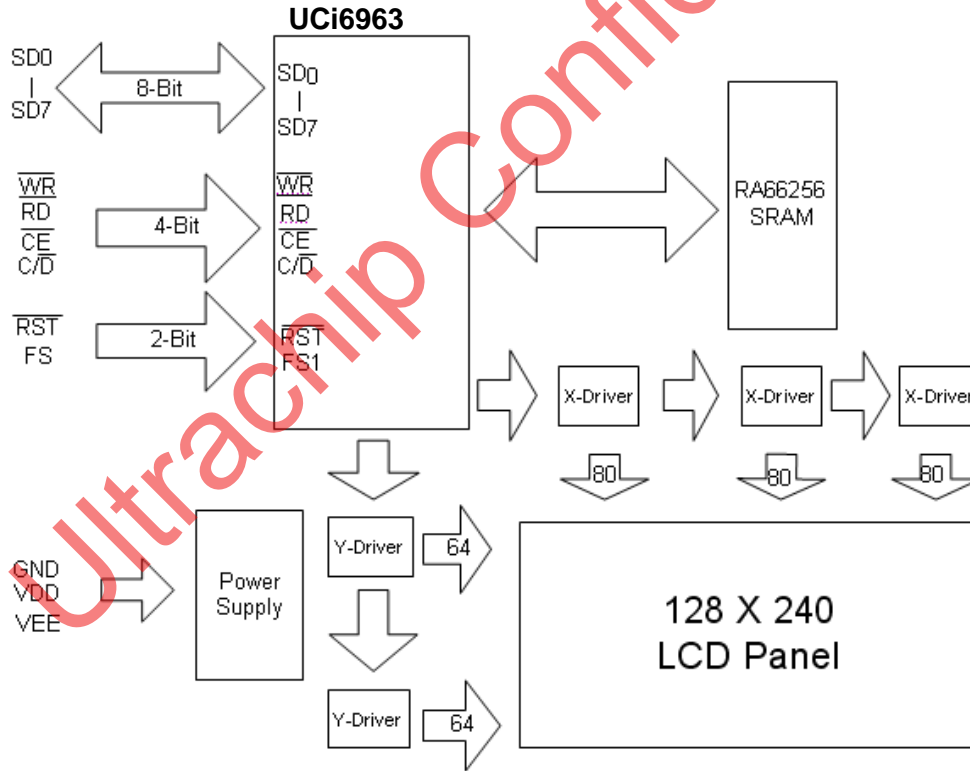 UCi6963
SD0
|
SD7
8-Bit
SD0
|
SD7
WR
RD
CE
C/D
4-Bit
WR
RD
CE
C/D
RST
FS
2-Bit
RST
FS1
RA66256
SRAM
X-Driver
X-Driver
X-Driver
80
80
80
GND
VDD
VEE
Power
Supply
Y-Driver
64
Y-Driver
64
128 X 240
LCD Panel
Ultrachip